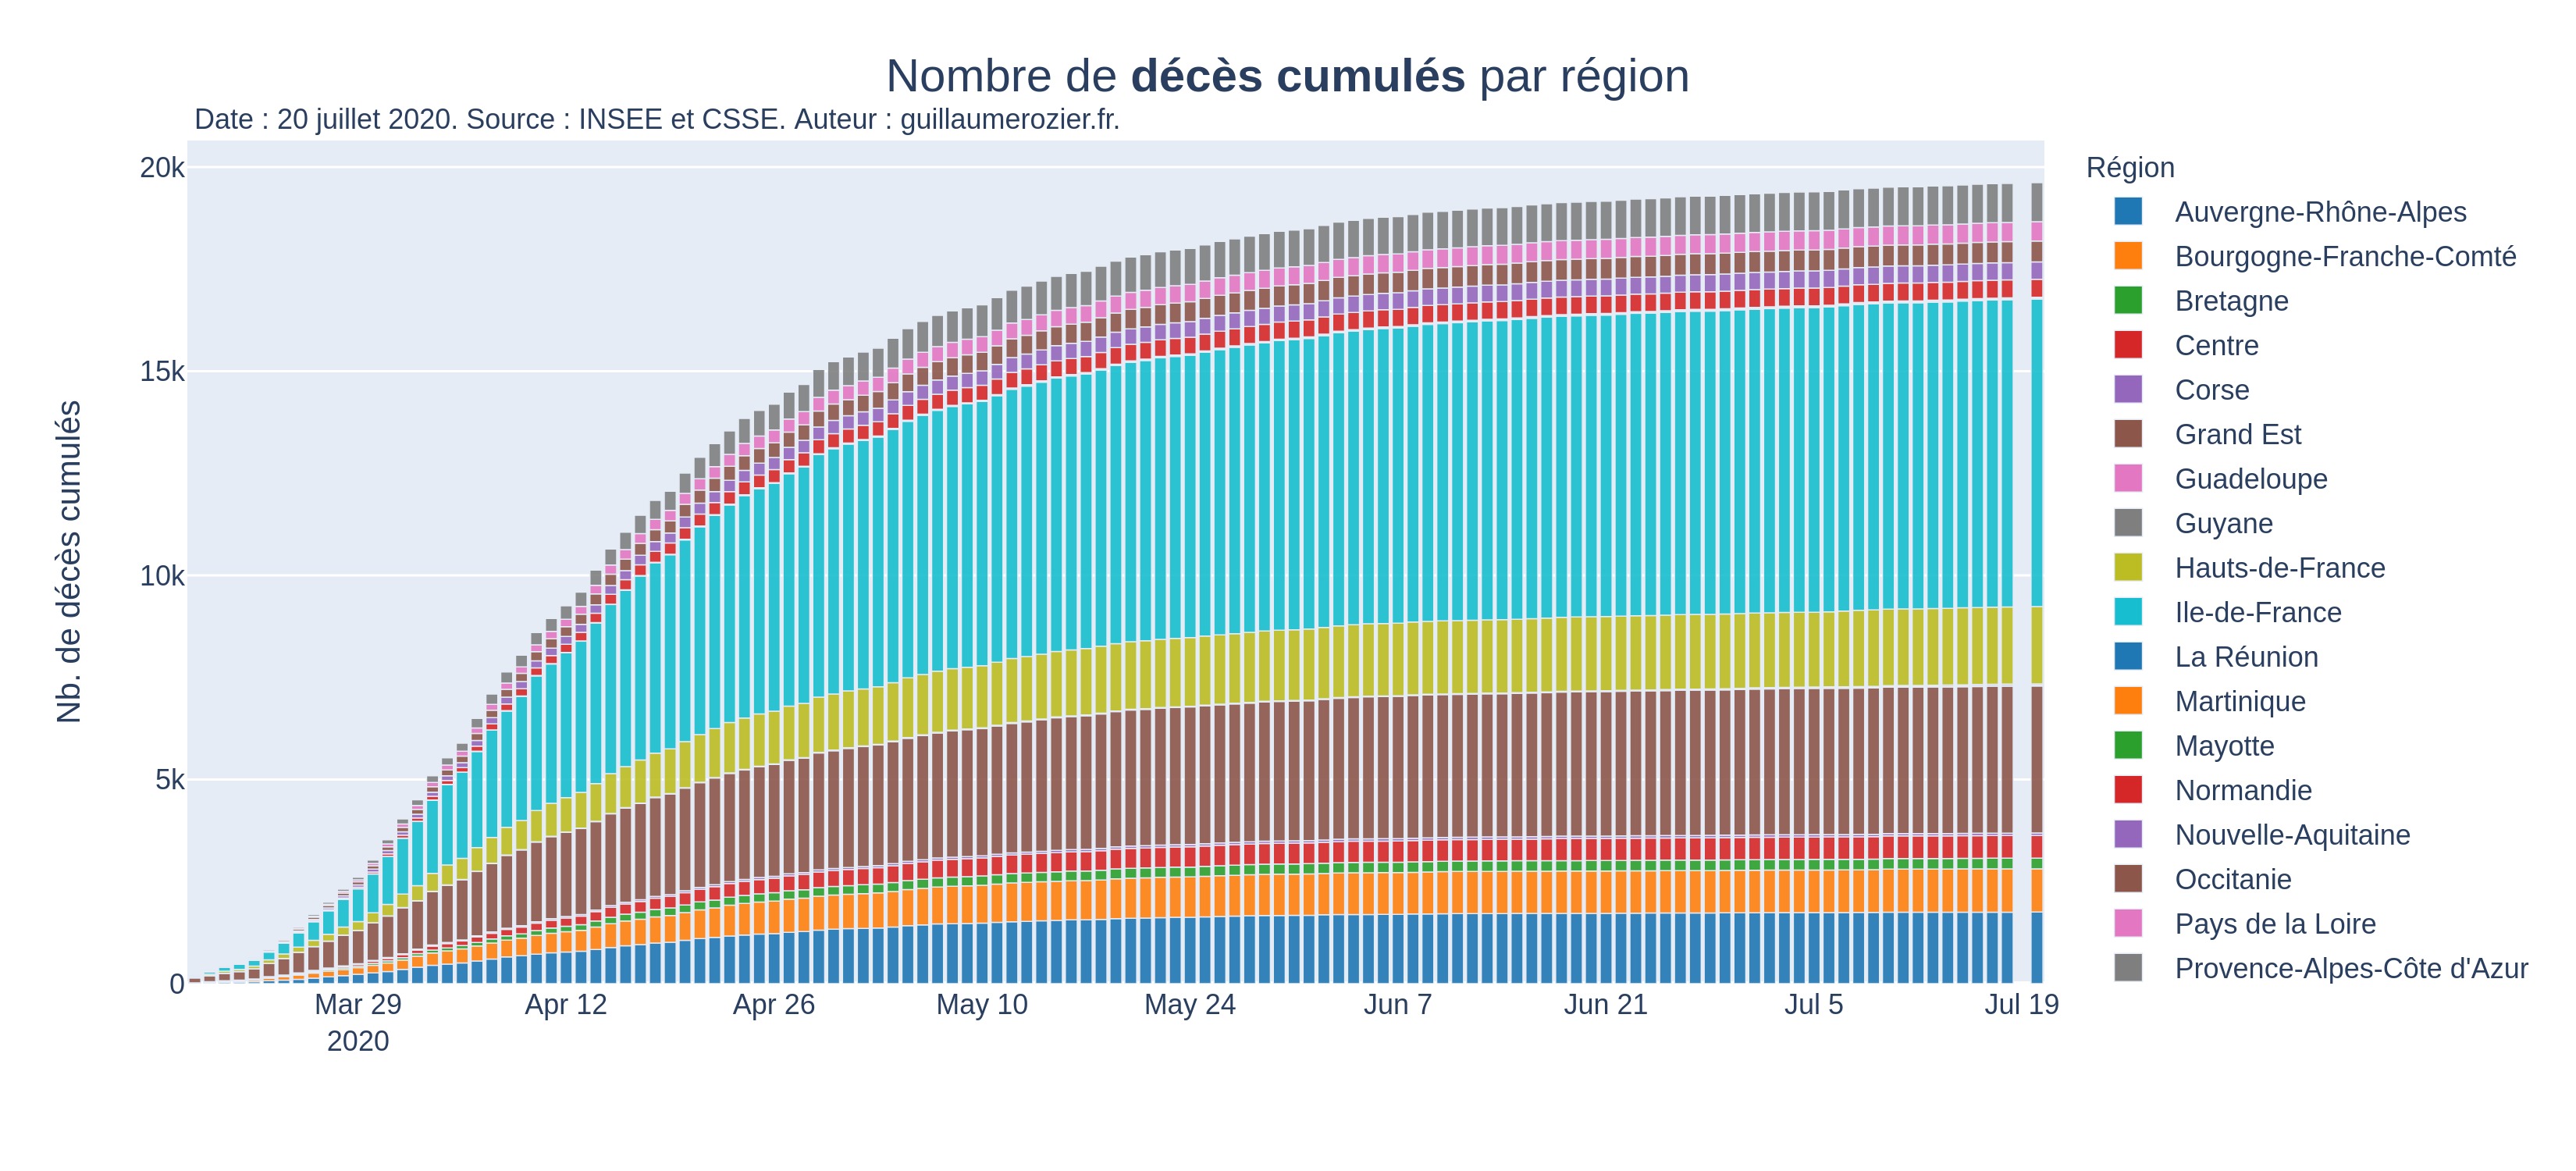 Nombre de décès cumulés par région
Date : 20 juillet 2020. Source : INSEE et CSSE. Auteur : guillaumerozier.fr.
Nb. de décès cumulés
20k
15k
10k
5k
0
Mar 29
2020
Apr 12
Apr 26
May 10
May 24
Jun 7
Jun 21
Jul 5
Jul 19
Région
Auvergne-Rhône-Alpes
Bourgogne-Franche-Comté
Bretagne
Centre
Corse
Grand Est
Guadeloupe
Guyane
Hauts-de-France
Ile-de-France
La Réunion
Martinique
Mayotte
Normandie
Nouvelle-Aquitaine
Occitanie
Pays de la Loire
Provence-Alpes-Côte d'Azur